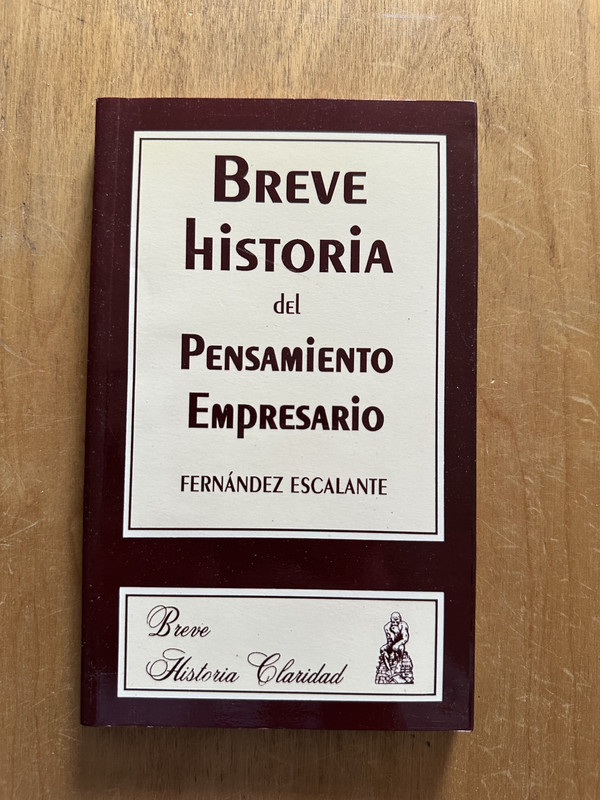 BREVE
HISTORIA
del
PENSAMIENTO
EMPRESARIO
FERNÁNDEZ ESCALANTE
Breve
Historia Claridad